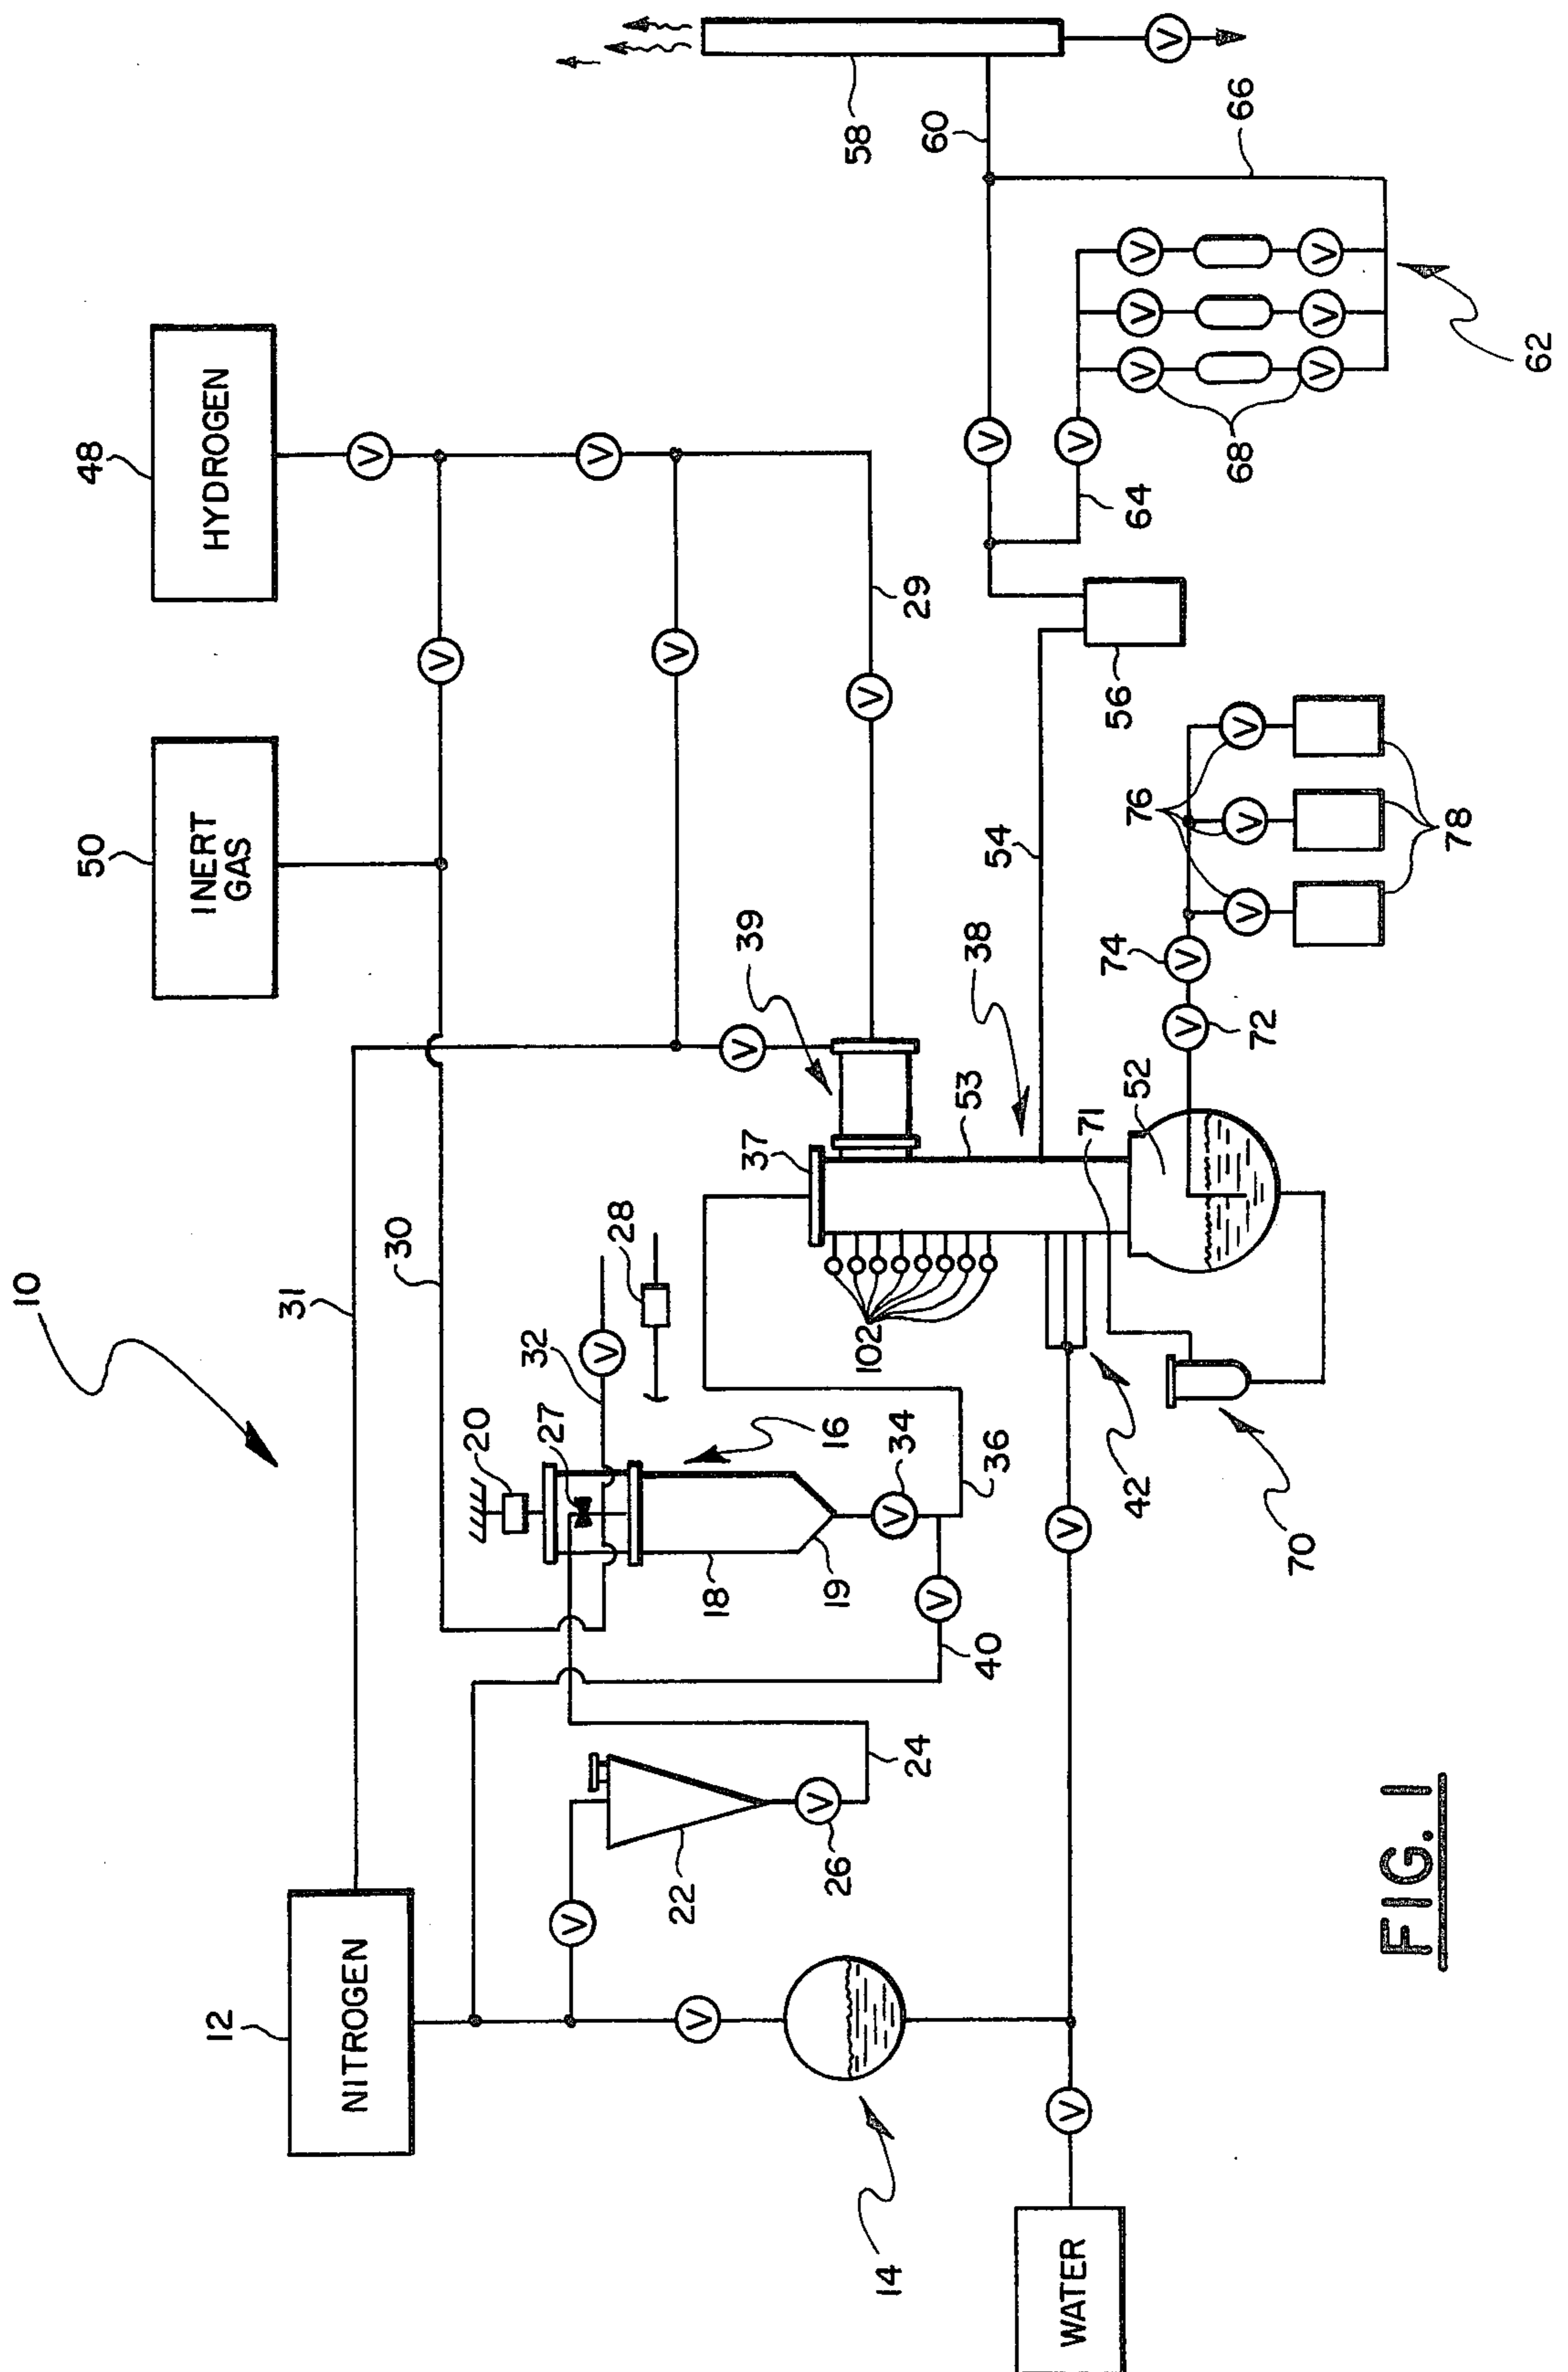 10
12
NITROGEN
31
30
50
INERT
GAS
48
HYDROGEN
V
V
V
V
V
V
V
29
20
27
32
V
28
16
18
19
V
34
36
V
40
V
22
V
26
24
V
14
WATER
V
V
42
37
39
53
38
102
71
52
70
54
56
V
72
V
74
V
V
V
76
78
V
V
64
V
V
V
V
V
V
68
62
66
60
58
V
FIG. 1